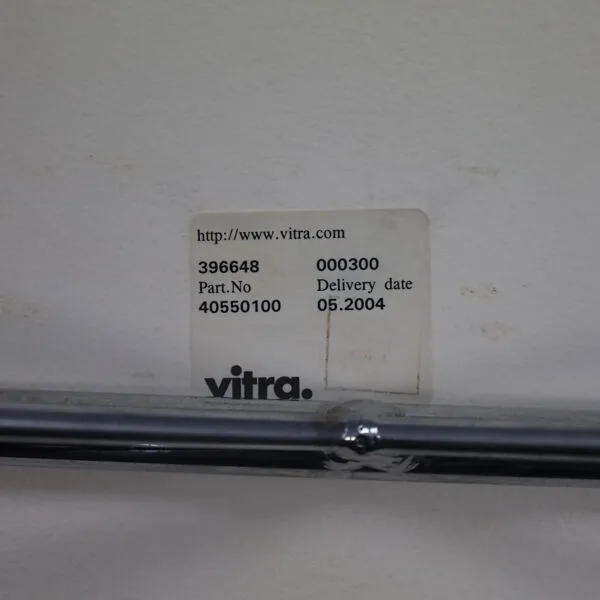 http://www.vitra.com
396648 000300
Part.No Delivery date
40550100 05.2004
vitra.